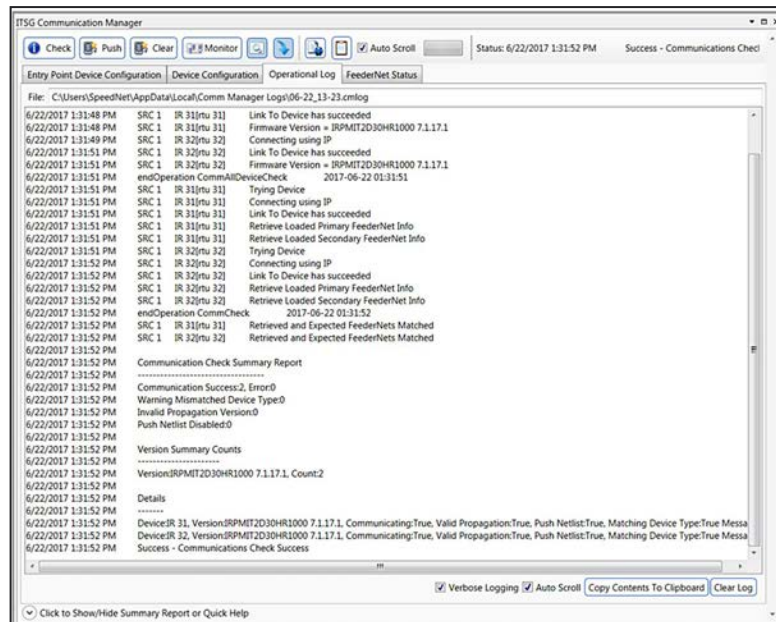 ITSG Communication Manager
Check Push Clear Monitor Auto Scroll Status: 6/22/2017 1:31:52 PM Success - Communications Chec
Entry Point Device Configuration Device Configuration Operational Log FeederNet Status
File: C:\Users\SpeedNet\AppData\Local\Comm Manager Logs\06-22_13-23.cmlog
6/22/2017 1:31:48 PM SRC 1 IR 31[rtu 31] Link To Device has succeeded
6/22/2017 1:31:48 PM SRC 1 IR 31[rtu 31] Firmware Version = IRPMIT2D30HR1000 7.1.17.1
6/22/2017 1:31:49 PM SRC 1 IR 32[rtu 32] Connecting using IP
6/22/2017 1:31:51 PM SRC 1 IR 32[rtu 32] Link To Device has succeeded
6/22/2017 1:31:51 PM SRC 1 IR 32[rtu 32] Firmware Version = IRPMIT2D30HR1000 7.1.17.1
6/22/2017 1:31:51 PM endOperation CommAllDeviceCheck 2017-06-22 01:31:51
6/22/2017 1:31:51 PM SRC 1 IR 31[rtu 31] Trying Device
6/22/2017 1:31:51 PM SRC 1 IR 31[rtu 31] Connecting using IP
6/22/2017 1:31:51 PM SRC 1 IR 31[rtu 31] Link To Device has succeeded
6/22/2017 1:31:51 PM SRC 1 IR 31[rtu 31] Retrieve Loaded Primary FeederNet Info
6/22/2017 1:31:51 PM SRC 1 IR 31[rtu 31] Retrieve Loaded Secondary FeederNet Info
6/22/2017 1:31:51 PM SRC 1 IR 32[rtu 32] Trying Device
6/22/2017 1:31:52 PM SRC 1 IR 32[rtu 32] Connecting using IP
6/22/2017 1:31:52 PM SRC 1 IR 32[rtu 32] Link To Device has succeeded
6/22/2017 1:31:52 PM SRC 1 IR 32[rtu 32] Retrieve Loaded Primary FeederNet Info
6/22/2017 1:31:52 PM SRC 1 IR 32[rtu 32] Retrieve Loaded Secondary FeederNet Info
6/22/2017 1:31:52 PM endOperation CommCheck 2017-06-22 01:31:52
6/22/2017 1:31:52 PM SRC 1 IR 31[rtu 31] Retrieved and Expected FeederNets Matched
6/22/2017 1:31:52 PM SRC 1 IR 32[rtu 32] Retrieved and Expected FeederNets Matched
6/22/2017 1:31:52 PM
6/22/2017 1:31:52 PM Communication Check Summary Report
6/22/2017 1:31:52 PM ----------------------------------
6/22/2017 1:31:52 PM Communication Success:2, Error:0
6/22/2017 1:31:52 PM Warning Mismatched Device Type:0
6/22/2017 1:31:52 PM Invalid Propagation Version:0
6/22/2017 1:31:52 PM Push Netlist Disabled:0
6/22/2017 1:31:52 PM
6/22/2017 1:31:52 PM Version Summary Counts
6/22/2017 1:31:52 PM ----------------------
6/22/2017 1:31:52 PM Version:IRPMIT2D30HR1000 7.1.17.1, Count:2
6/22/2017 1:31:52 PM
6/22/2017 1:31:52 PM Details
6/22/2017 1:31:52 PM -------
6/22/2017 1:31:52 PM Device:IR 31, Version:IRPMIT2D30HR1000 7.1.17.1, Communicating:True, Valid Propagation:True, Push Netlist:True, Matching Device Type:True Messa
6/22/2017 1:31:52 PM Device:IR 32, Version:IRPMIT2D30HR1000 7.1.17.1, Communicating:True, Valid Propagation:True, Push Netlist:True, Matching Device Type:True Messa
6/22/2017 1:31:52 PM Success - Communications Check Success
Verbose Logging Auto Scroll Copy Contents To Clipboard Clear Log
Click to Show/Hide Summary Report or Quick Help